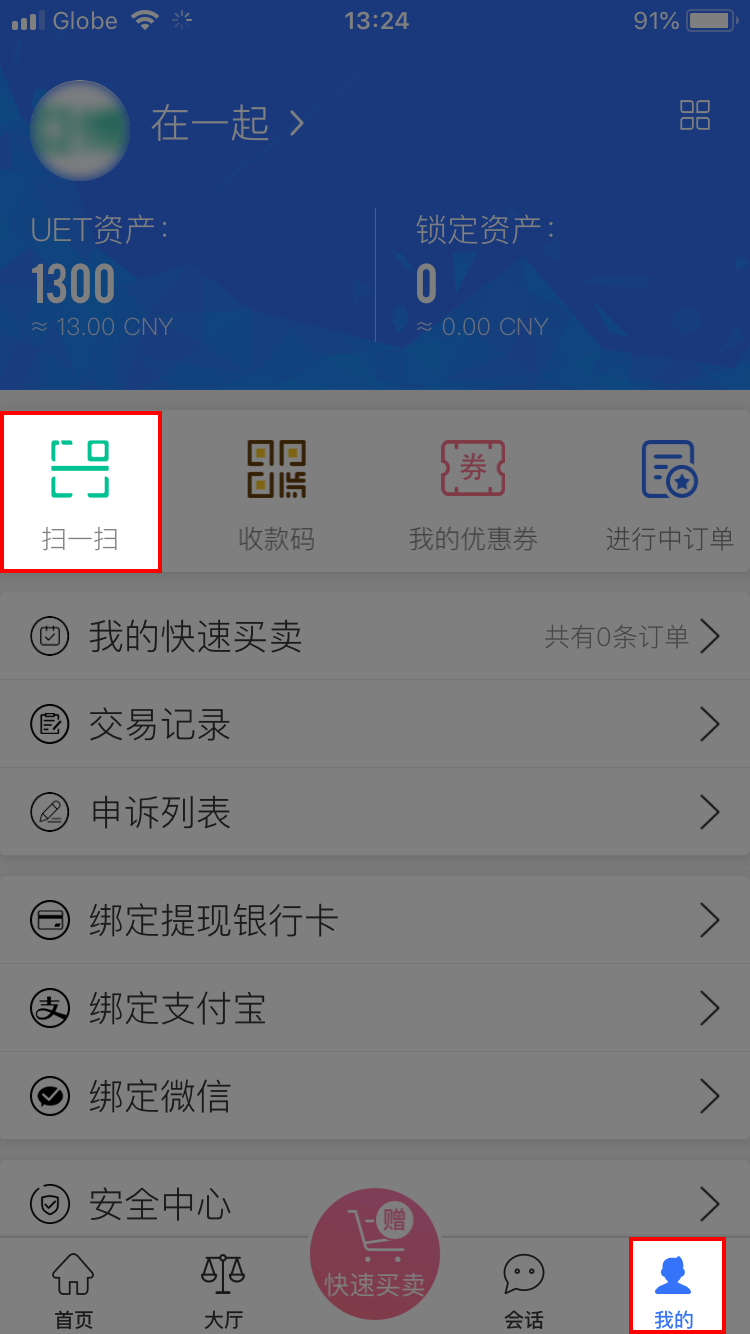 Globe 13:24 91%
在一起
UET资产： 锁定资产：
1300 0
≈ 13.00 CNY ≈ 0.00 CNY
券
扫一扫 收款码 我的优惠券 进行中订单
我的快速买卖 共有0条订单
交易记录
申诉列表
绑定提现银行卡
支 绑定支付宝
绑定微信
安全中心
赠
快速买卖
首页 大厅 会话 我的